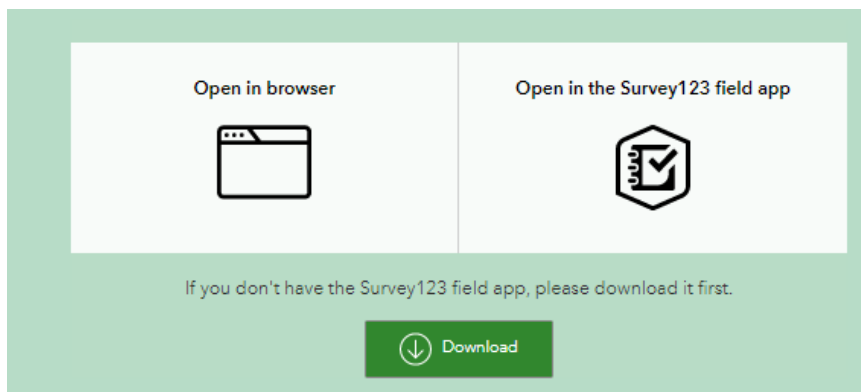 Open in browser
Open in the Survey123 field app
If you don't have the Survey123 field app, please download it first.
Download